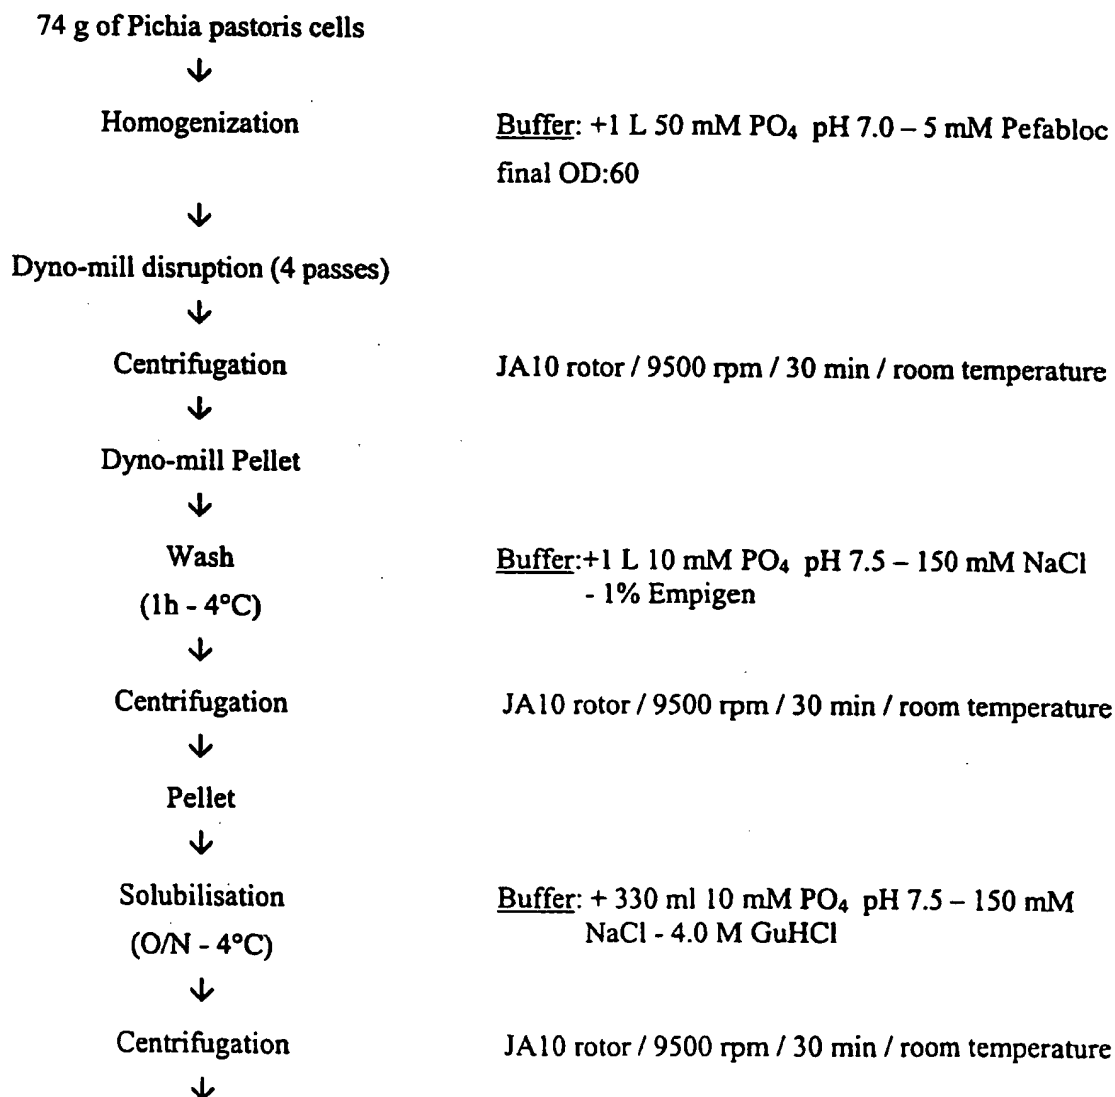 74 g of Pichia pastoris cells
↓
Homogenization Buffer: +1 L 50 mM PO₄ pH 7.0 – 5 mM Pefabloc
final OD:60
↓
Dyno-mill disruption (4 passes)
↓
Centrifugation JA10 rotor / 9500 rpm / 30 min / room temperature
↓
Dyno-mill Pellet
↓
Wash Buffer:+1 L 10 mM PO₄ pH 7.5 – 150 mM NaCl
(1h - 4°C) - 1% Empigen
↓
Centrifugation JA10 rotor / 9500 rpm / 30 min / room temperature
↓
Pellet
↓
Solubilisation Buffer: + 330 ml 10 mM PO₄ pH 7.5 – 150 mM
(O/N - 4°C) NaCl - 4.0 M GuHCl
↓
Centrifugation JA10 rotor / 9500 rpm / 30 min / room temperature
↓